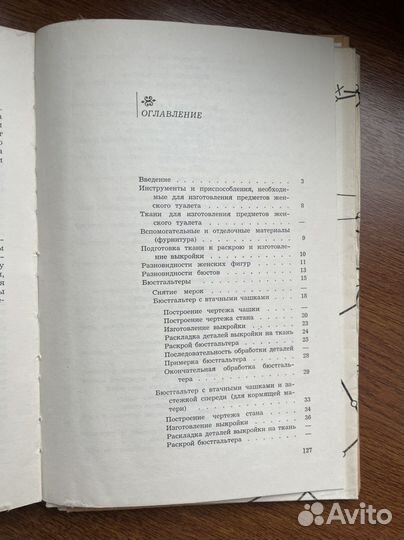 ОГЛАВЛЕНИЕ
Введение . . . . . . . . . . . . . . 3
Инструменты и приспособления, необходи-
мые для изготовления предметов жен-
ского туалета . . . . . . . . . . . 8
Ткани для изготовления предметов жен-
ского туалета . . . . . . . . . . . —
Вспомогательные и отделочные материалы
(фурнитура) . . . . . . . . . . . . 9
Подготовка ткани к раскрою и изготовле-
ние выкройки . . . . . . . . . . . 10
Разновидности женских фигур . . . . . 11
Разновидности бюстов . . . . . . . . 13
Бюстгальтеры . . . . . . . . . . . . 15
Снятие мерок . . . . . . . . . . . —
Бюстгальтер с втачными чашками . . . 18
Построение чертежа чашки . . . . . —
Построение чертежа стана . . . . . 20
Изготовление выкройки . . . . . . 23
Раскладка деталей выкройки на ткань 24
Раскрой бюстгальтера . . . . . . . 25
Последовательность обработки деталей —
Примерка бюстгальтера . . . . . . 28
Окончательная обработка бюсталь-
тера . . . . . . . . . . . . . . 29
Бюстгальтер с втачными чашками и за-
стежкой спереди (для кормящей ма-
тери) . . . . . . . . . . . . . . 33
Построение чертежа стана . . . . . 34
Изготовление выкройки . . . . . . 36
Раскладка деталей выкройки на ткань —
Раскрой бюстгальтера . . . . . . . —
127
Avito